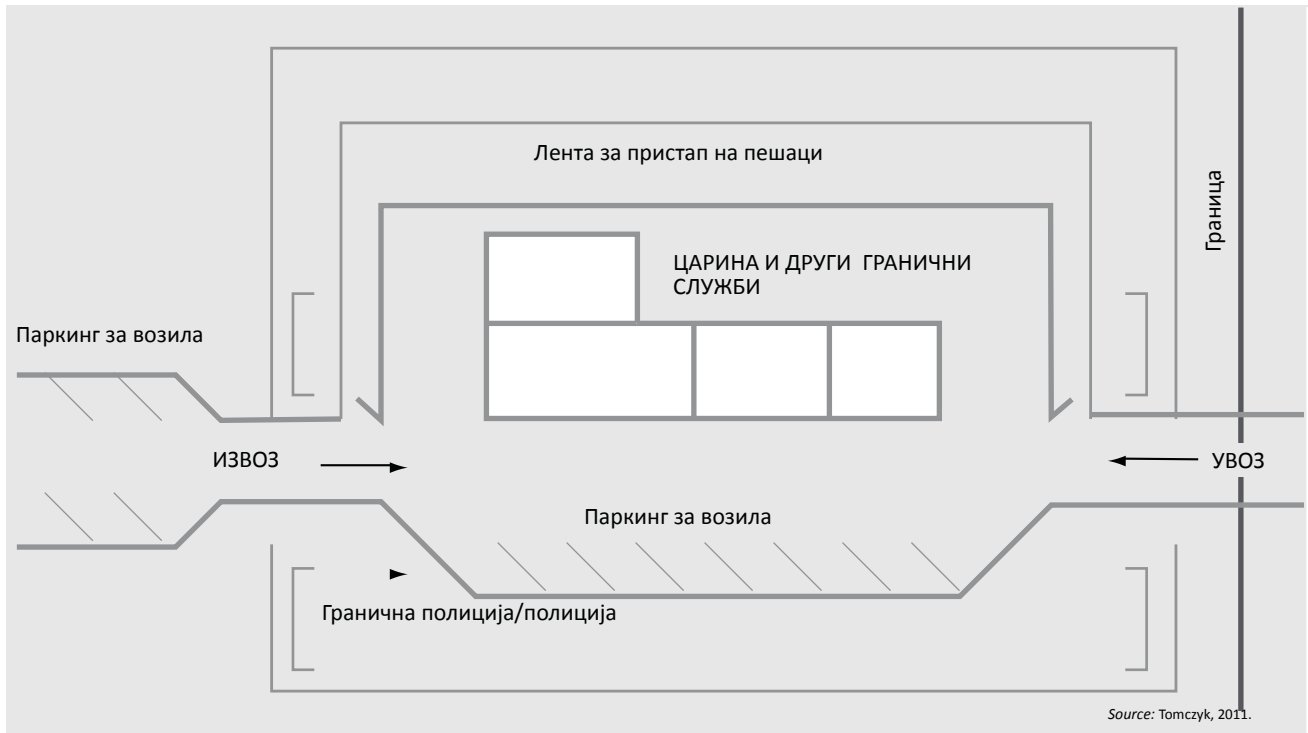 Лента за пристап на пешаци
Граница
ЦАРИНА И ДРУГИ ГРАНИЧНИ
СЛУЖБИ
Паркинг за возила
ИЗВОЗ
УВОЗ
Паркинг за возила
Гранична полиција/полиција
Source: Tomczyk, 2011.